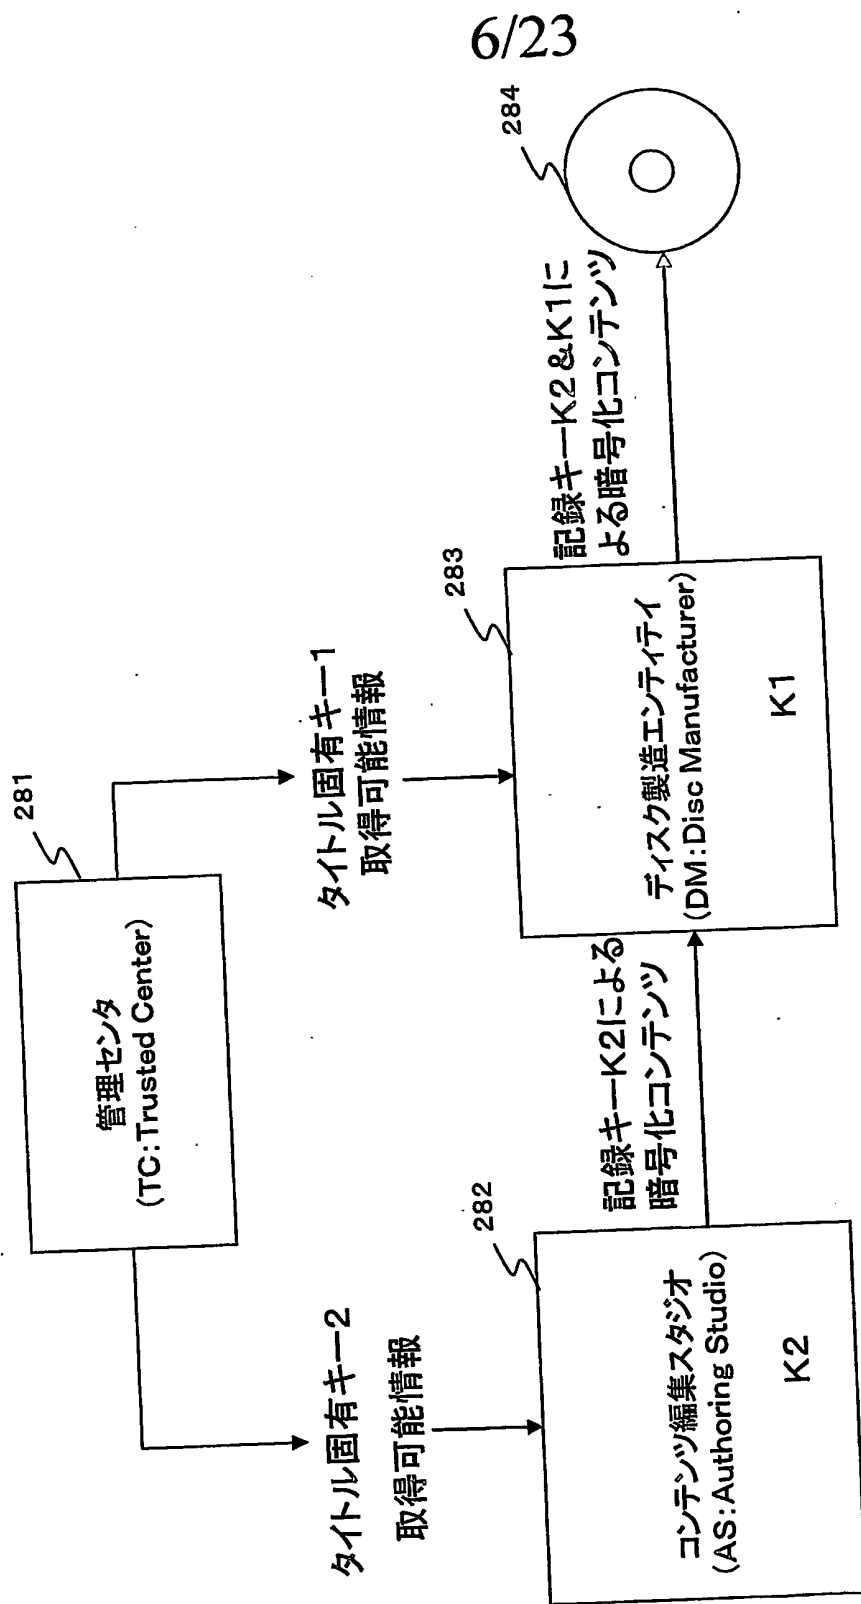 6/23
281
管理センタ
(TC:Trusted Center)
タイトル固有キー2
取得可能情報
タイトル固有キー1
取得可能情報
282
コンテンツ編集スタジオ
(AS:Authoring Studio)
K2
記録キーK2による
暗号化コンテンツ
283
ディスク製造エンティテイ
(DM:Disc Manufacturer)
K1
記録キーK2&K1に
よる暗号化コンテンツ
284